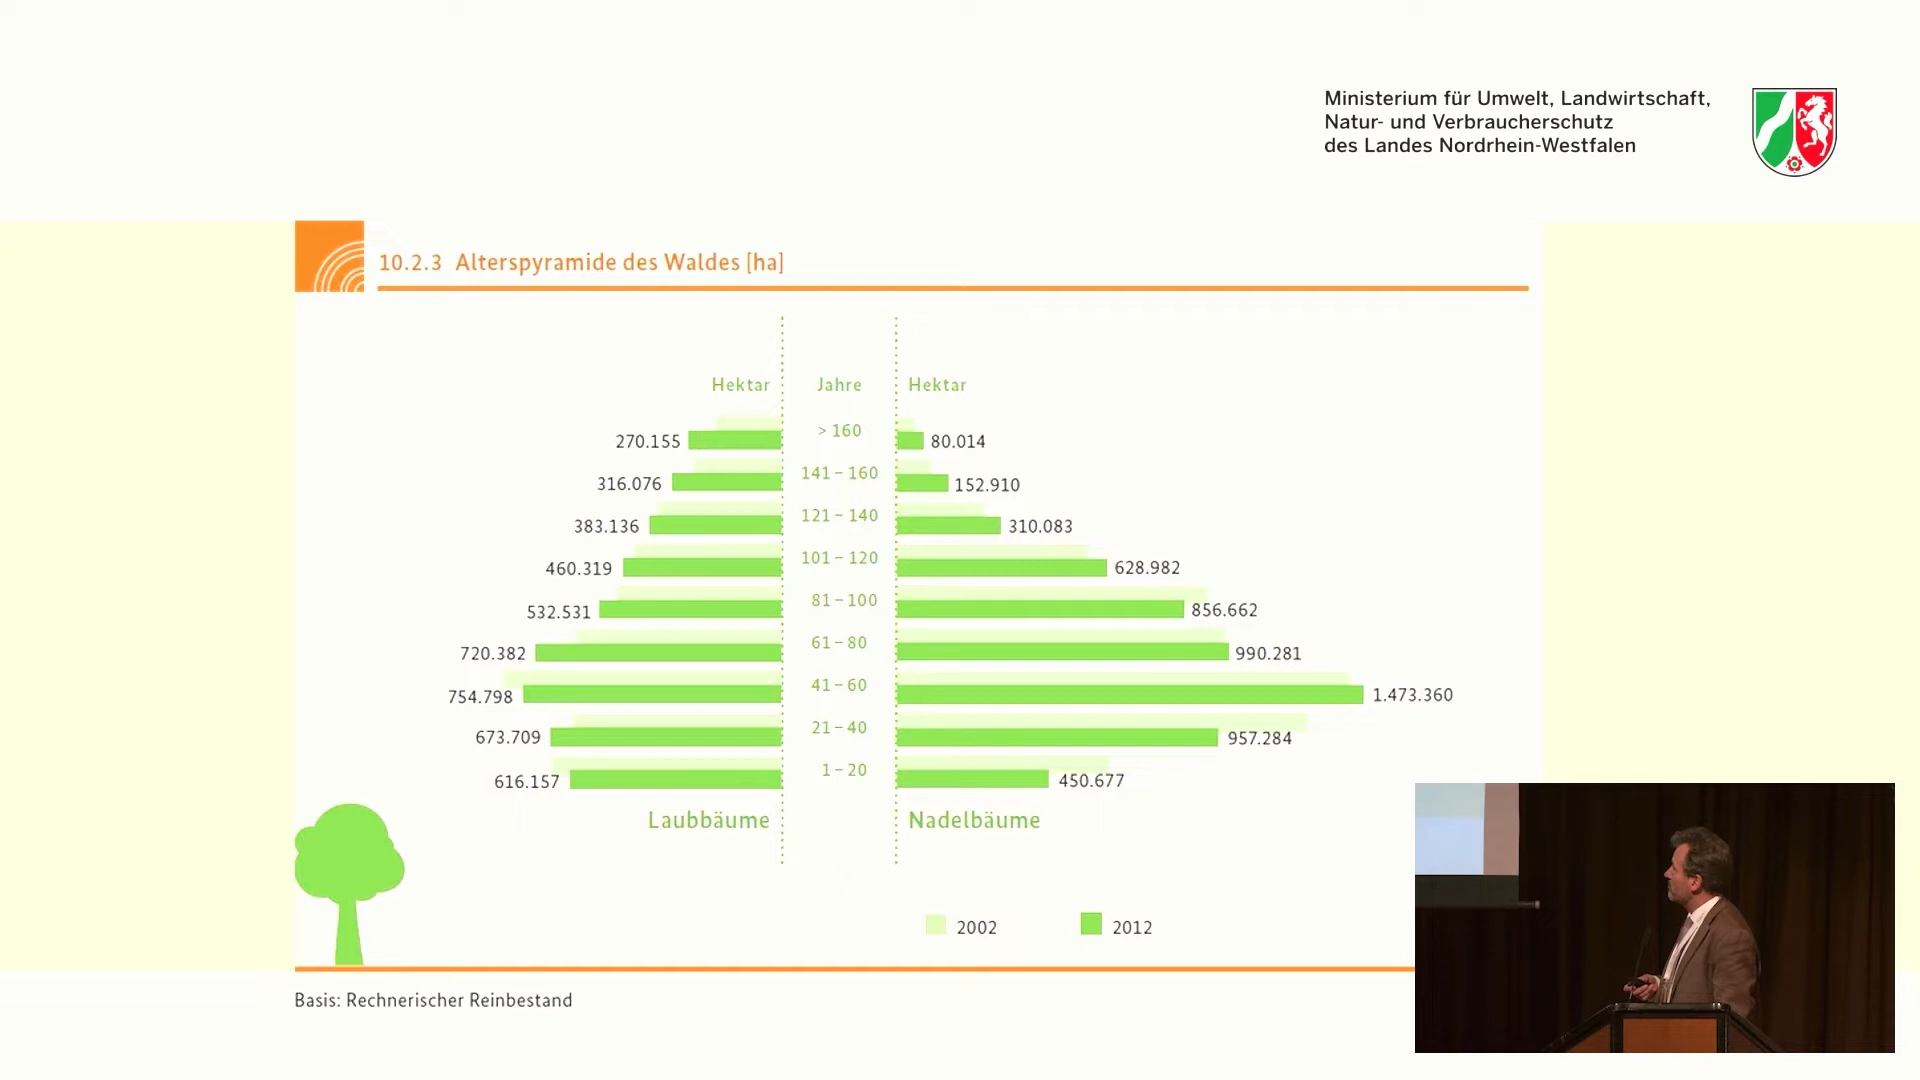 Ministerium für Umwelt, Landwirtschaft,
Natur- und Verbraucherschutz
des Landes Nordrhein-Westfalen
10.2.3 Alterspyramide des Waldes [ha]
Hektar Jahre Hektar
270.155 > 160 80.014
316.076 141 – 160 152.910
383.136 121 – 140 310.083
460.319 101 – 120 628.982
532.531 81 – 100 856.662
720.382 61 – 80 990.281
754.798 41 – 60 1.473.360
673.709 21 – 40 957.284
616.157 1 – 20 450.677
Laubbäume Nadelbäume
2002 2012
Basis: Rechnerischer Reinbestand